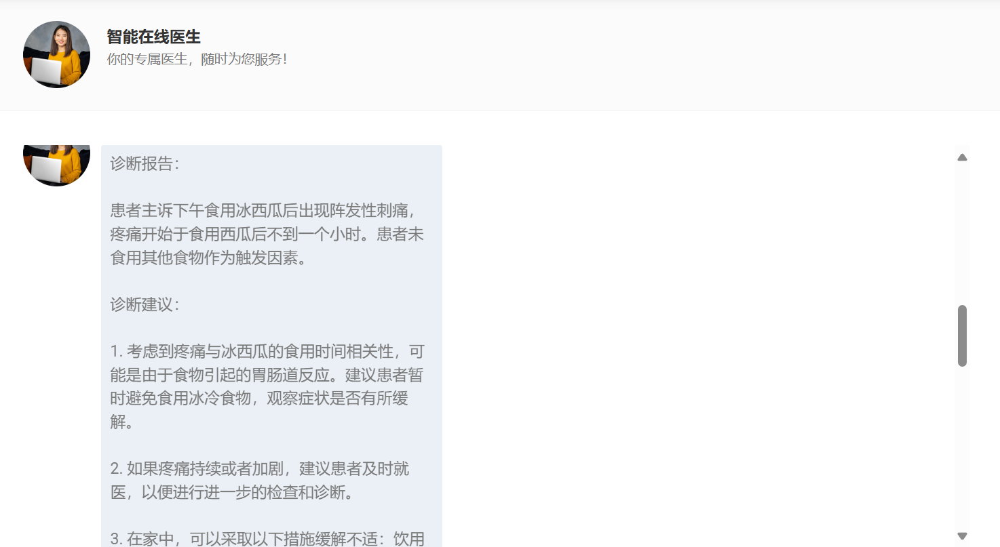 智能在线医生
你的专属医生，随时为您服务！
诊断报告：
患者主诉下午食用冰西瓜后出现阵发性刺痛，
疼痛开始于食用西瓜后不到一个小时。患者未
食用其他食物作为触发因素。
诊断建议：
1. 考虑到疼痛与冰西瓜的食用时间相关性，可
能是由于食物引起的胃肠道反应。建议患者暂
时避免食用冰冷食物，观察症状是否有所缓
解。
2. 如果疼痛持续或者加剧，建议患者及时就
医，以便进行进一步的检查和诊断。
3. 在家中，可以采取以下措施缓解不适：饮用